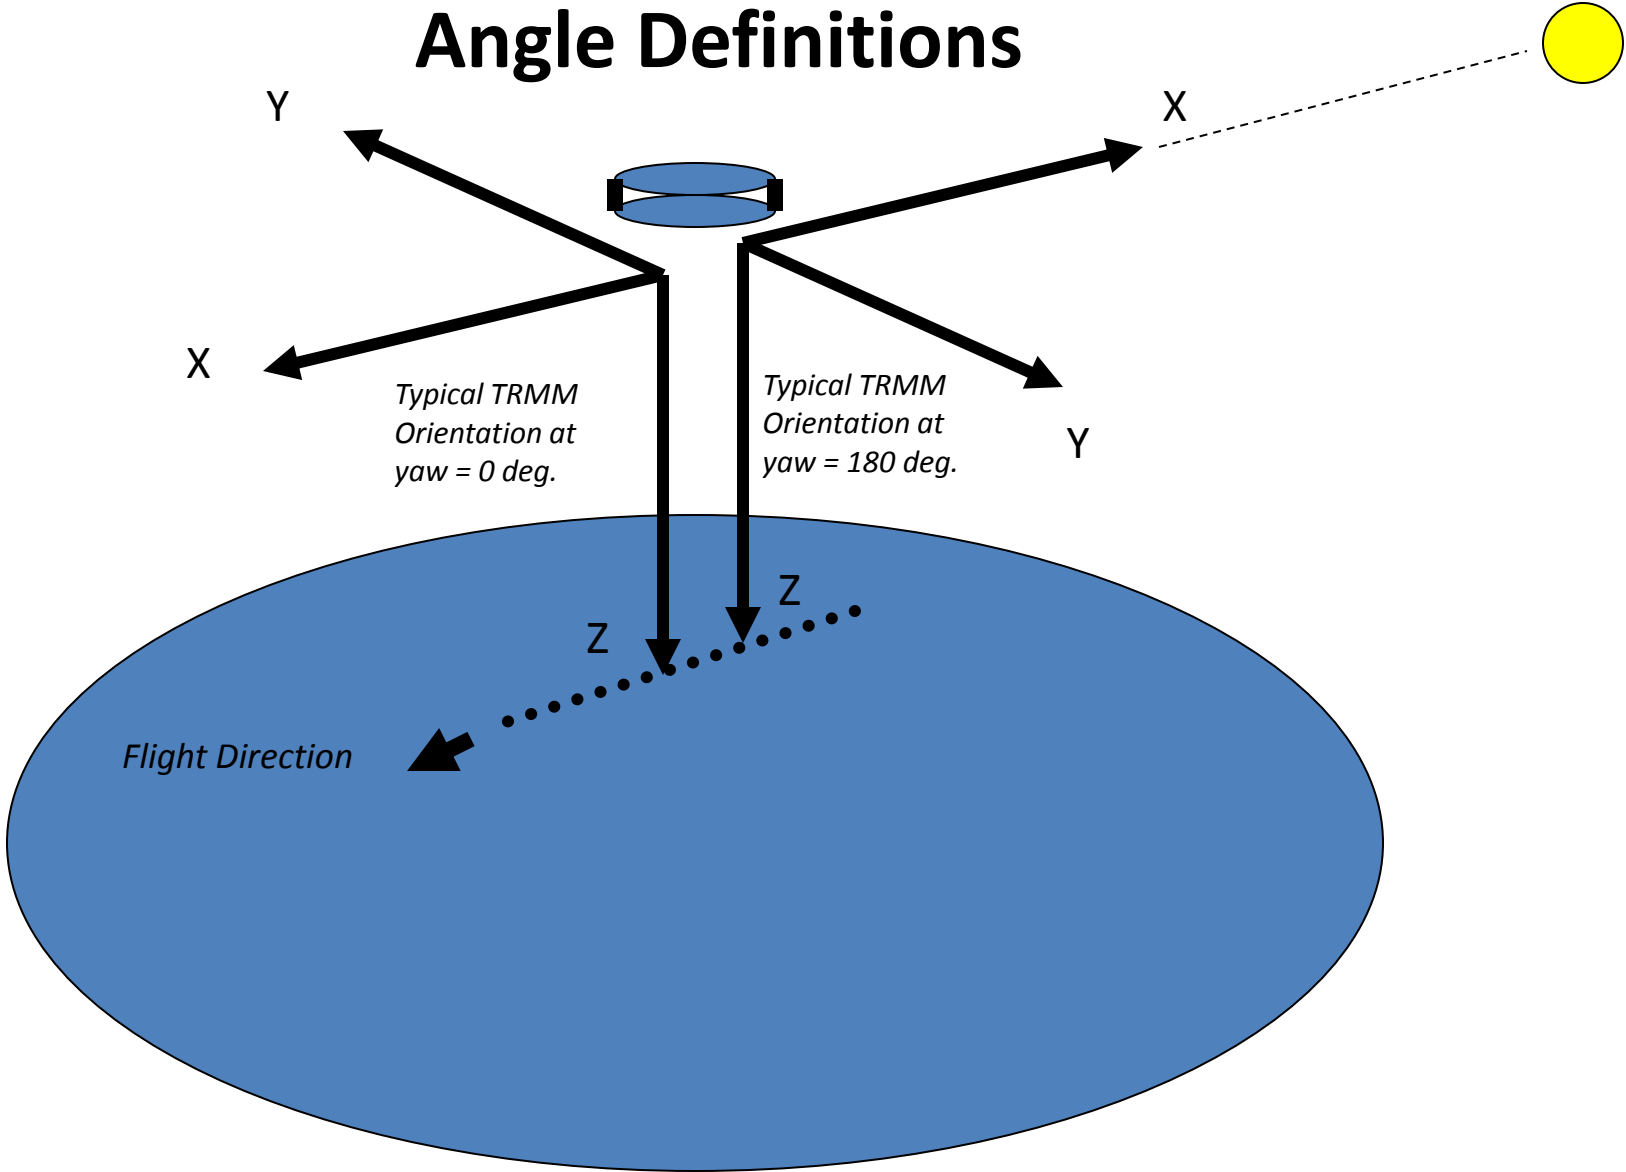 Angle Definitions
Y
X
X
Typical TRMM
Orientation at
yaw = 0 deg.
Typical TRMM
Orientation at
yaw = 180 deg.
Y
Z
Z
Flight Direction